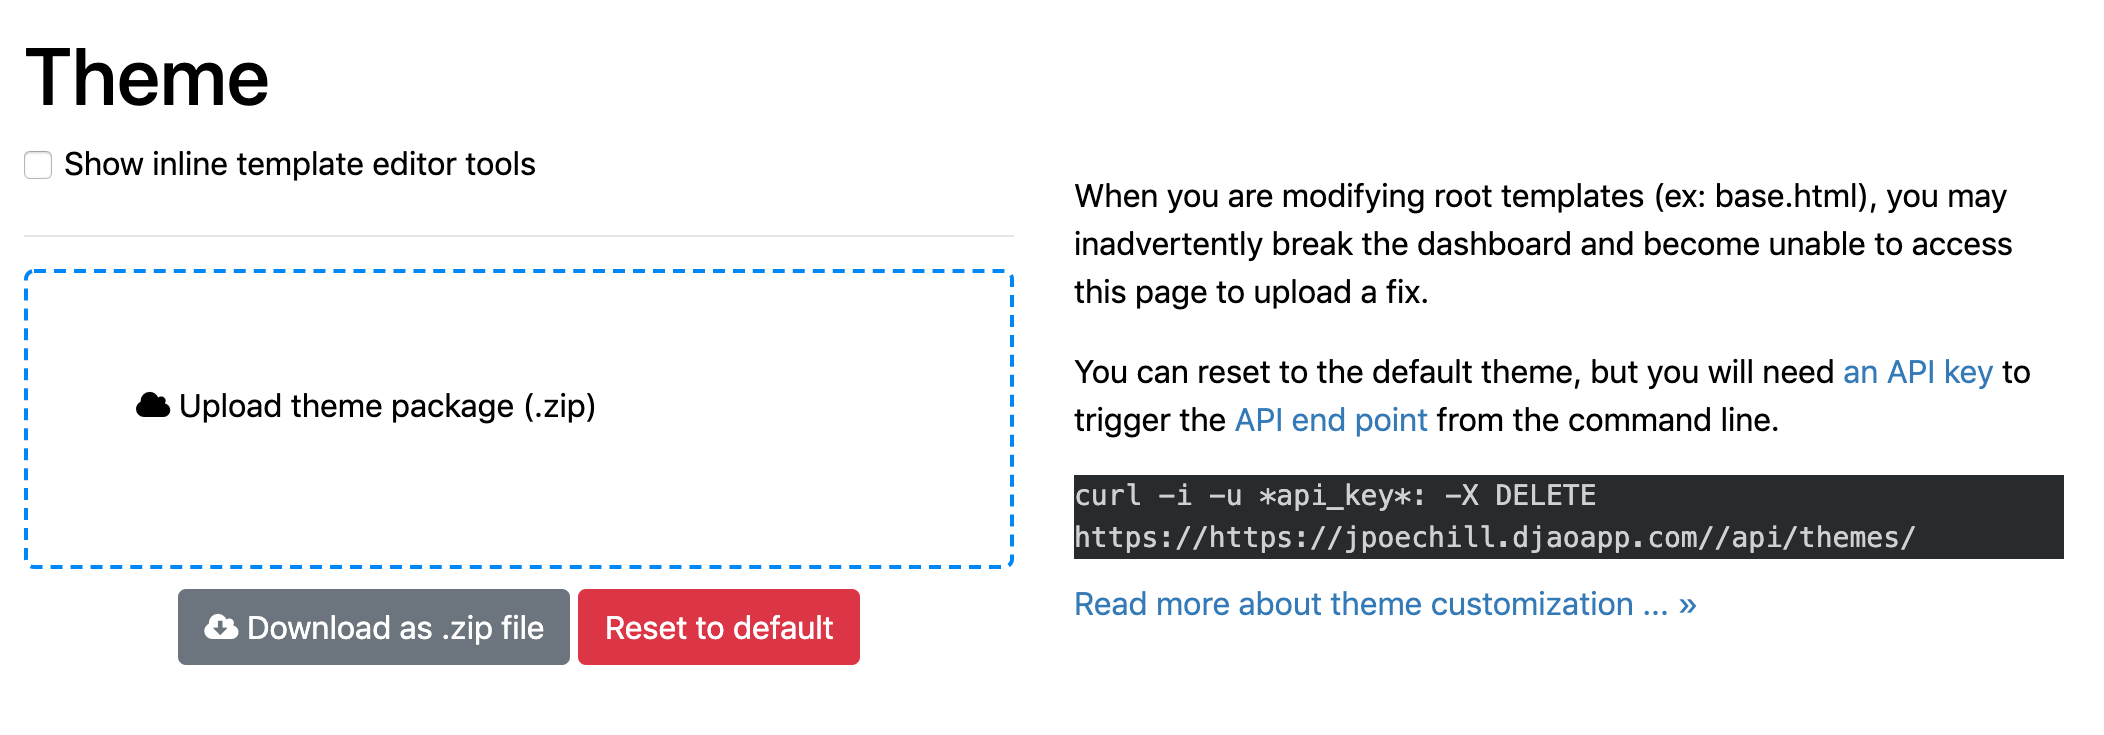 Theme
Show inline template editor tools
Upload theme package (.zip)
Download as .zip file
Reset to default
When you are modifying root templates (ex: base.html), you may
inadvertently break the dashboard and become unable to access
this page to upload a fix.
You can reset to the default theme, but you will need an API key to
trigger the API end point from the command line.
curl -i -u *api_key*: -X DELETE
https://https://jpoechill.djaoapp.com//api/themes/
Read more about theme customization ... »